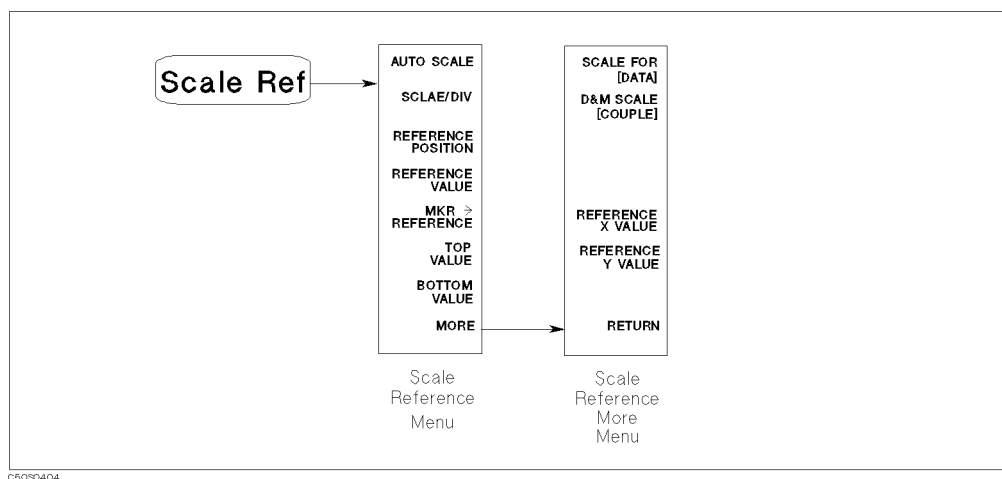 Scale Ref
AUTO SCALE
SCLAE/DIV
REFERENCE
POSITION
REFERENCE
VALUE
MKR →
REFERENCE
TOP
VALUE
BOTTOM
VALUE
MORE
Scale
Reference
Menu
SCALE FOR
[DATA]
D&M SCALE
[COUPLE]
REFERENCE
X VALUE
REFERENCE
Y VALUE
RETURN
Scale
Reference
More
Menu
C50S0404